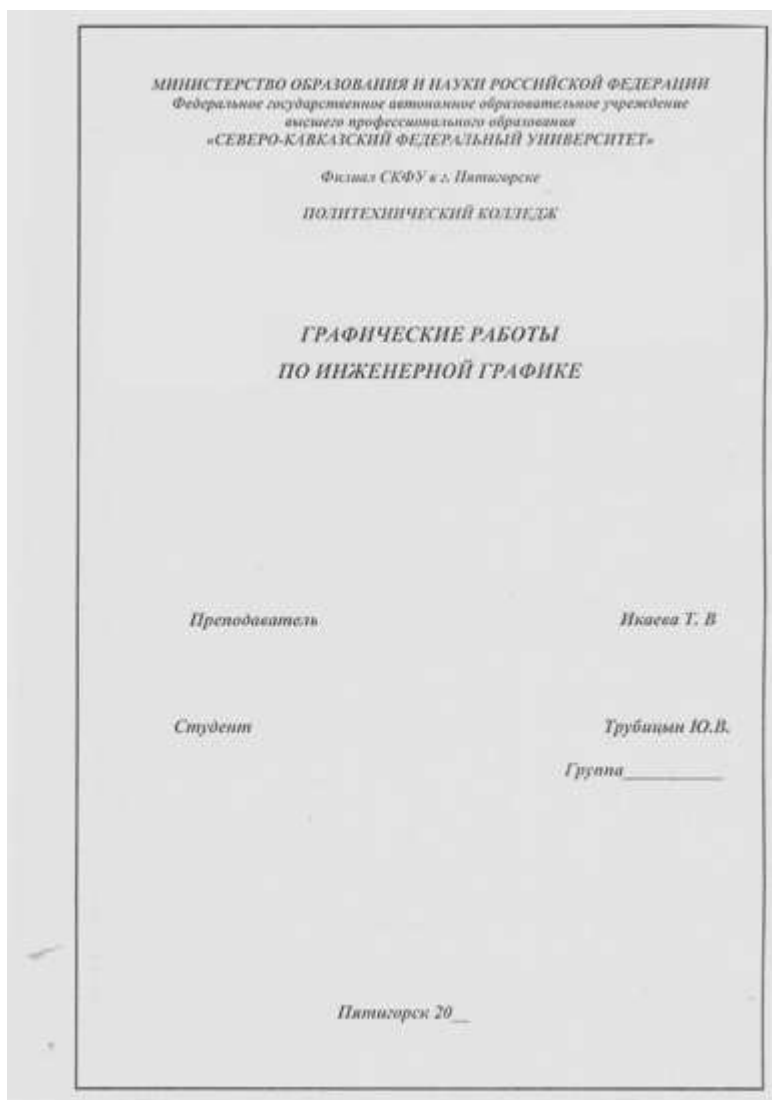 МИНИСТЕРСТВО ОБРАЗОВАНИЯ И НАУКИ РОССИЙСКОЙ ФЕДЕРАЦИИ
Федеральное государственное автономное образовательное учреждение
высшего профессионального образования
«СЕВЕРО-КАВКАЗСКИЙ ФЕДЕРАЛЬНЫЙ УНИВЕРСИТЕТ»
Филиал СКФУ в г. Пятигорске
ПОЛИТЕХНИЧЕСКИЙ КОЛЛЕДЖ
ГРАФИЧЕСКИЕ РАБОТЫ
ПО ИНЖЕНЕРНОЙ ГРАФИКЕ
Преподаватель Икаева Т. В
Студент Трубицын Ю.В.
Группа___________
Пятигорск 20__